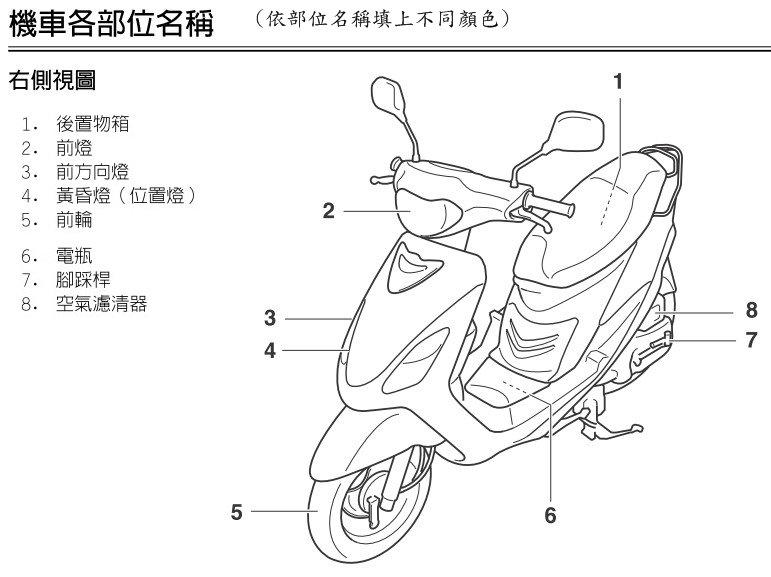 機車各部位名稱 （依部位名稱填上不同顏色）
右側視圖
1. 後置物箱
2. 前燈
3. 前方向燈
4. 黃昏燈（位置燈）
5. 前輪
6. 電瓶
7. 腳踩桿
8. 空氣濾清器
1
2
3
8
7
4
5
6